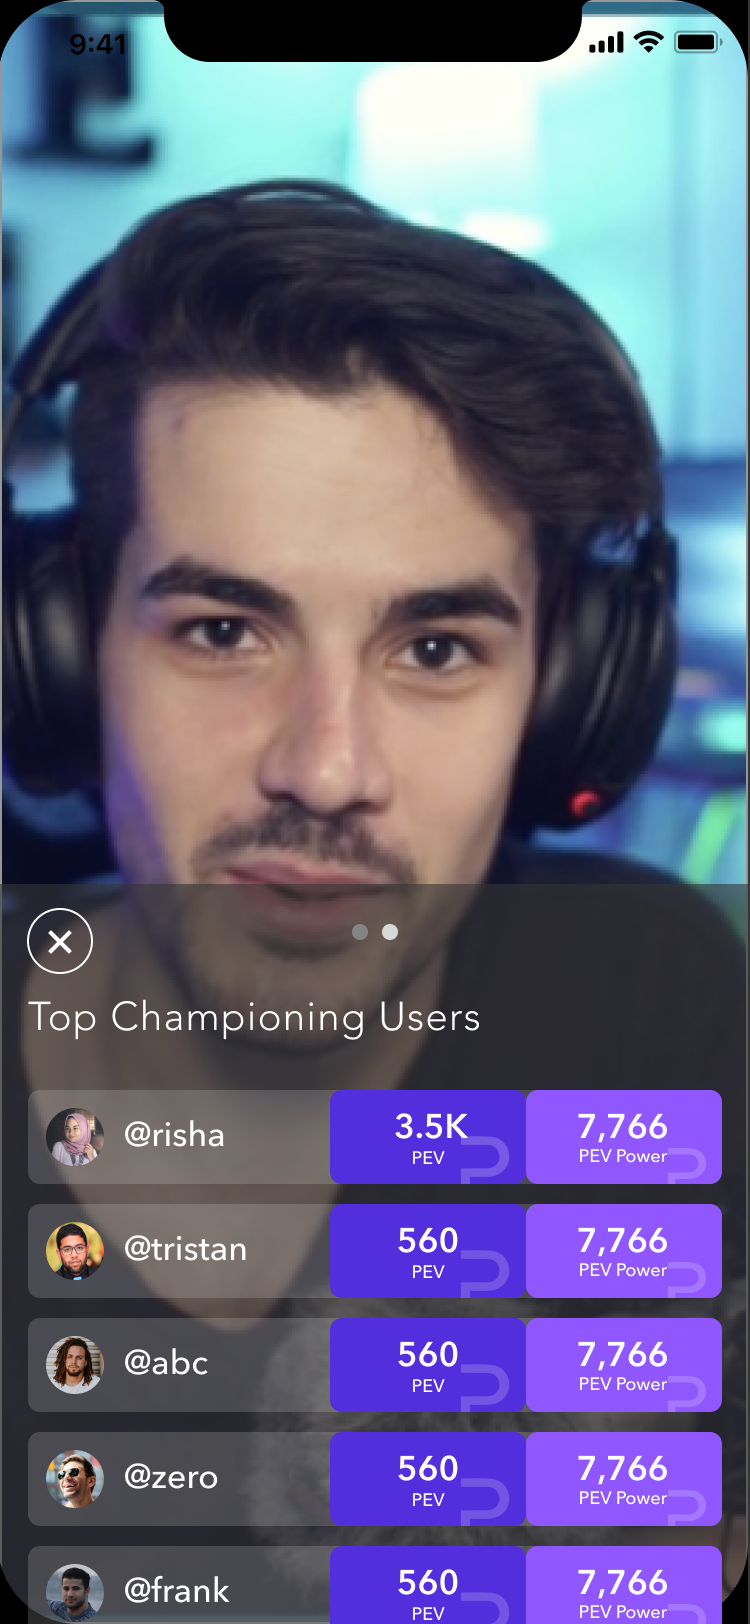 9:41
Top Championing Users
@risha
3.5K
PEV
7,766
PEV Power
@tristan
560
PEV
7,766
PEV Power
@abc
560
PEV
7,766
PEV Power
@zero
560
PEV
7,766
PEV Power
@frank
560
PEV
7,766
PEV Power